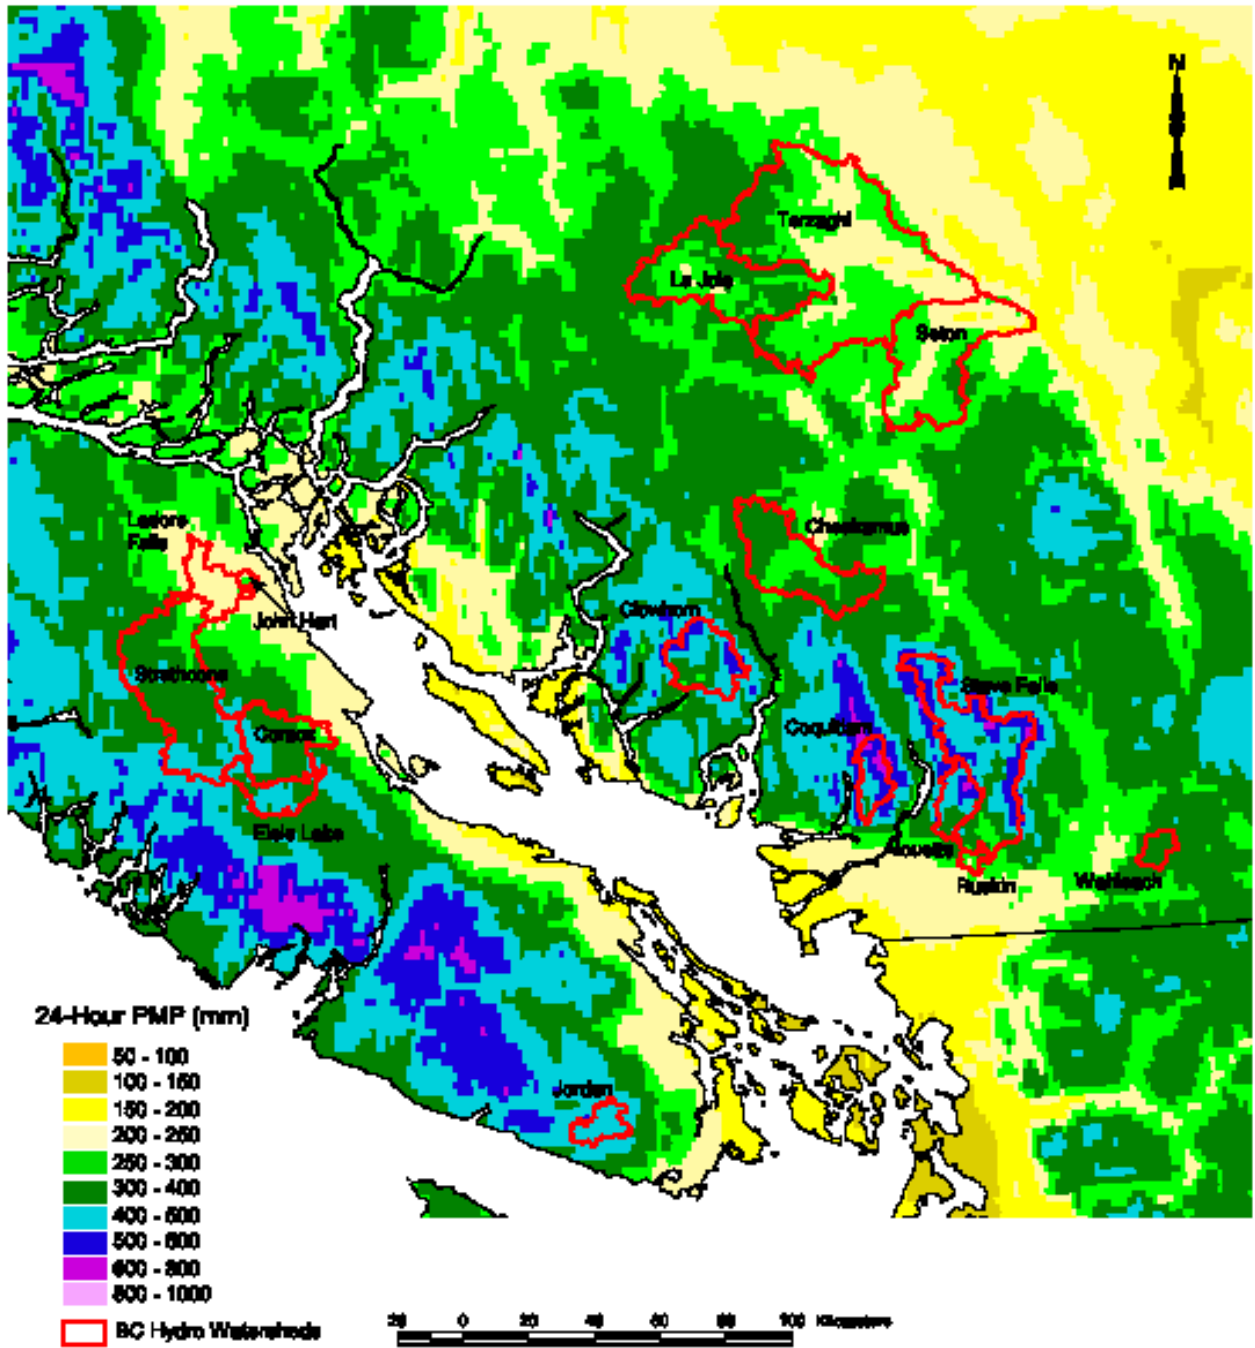 N
Terzaghi
La Joie
Seton
Cheakamus
Ladore
Falls
John Hart
Clowhom
Strathcona
Stave Falls
Comox
Coquitlam
Elsie Lake
Alouette
Ruskin
Wahleach
24-Hour PMP (mm)
50 - 100
100 - 150
150 - 200
200 - 250
250 - 300
300 - 400
400 - 500
500 - 600
600 - 800
800 - 1000
BC Hydro Watersheds
Jordan
20 0 20 40 60 80 100 Kilometers